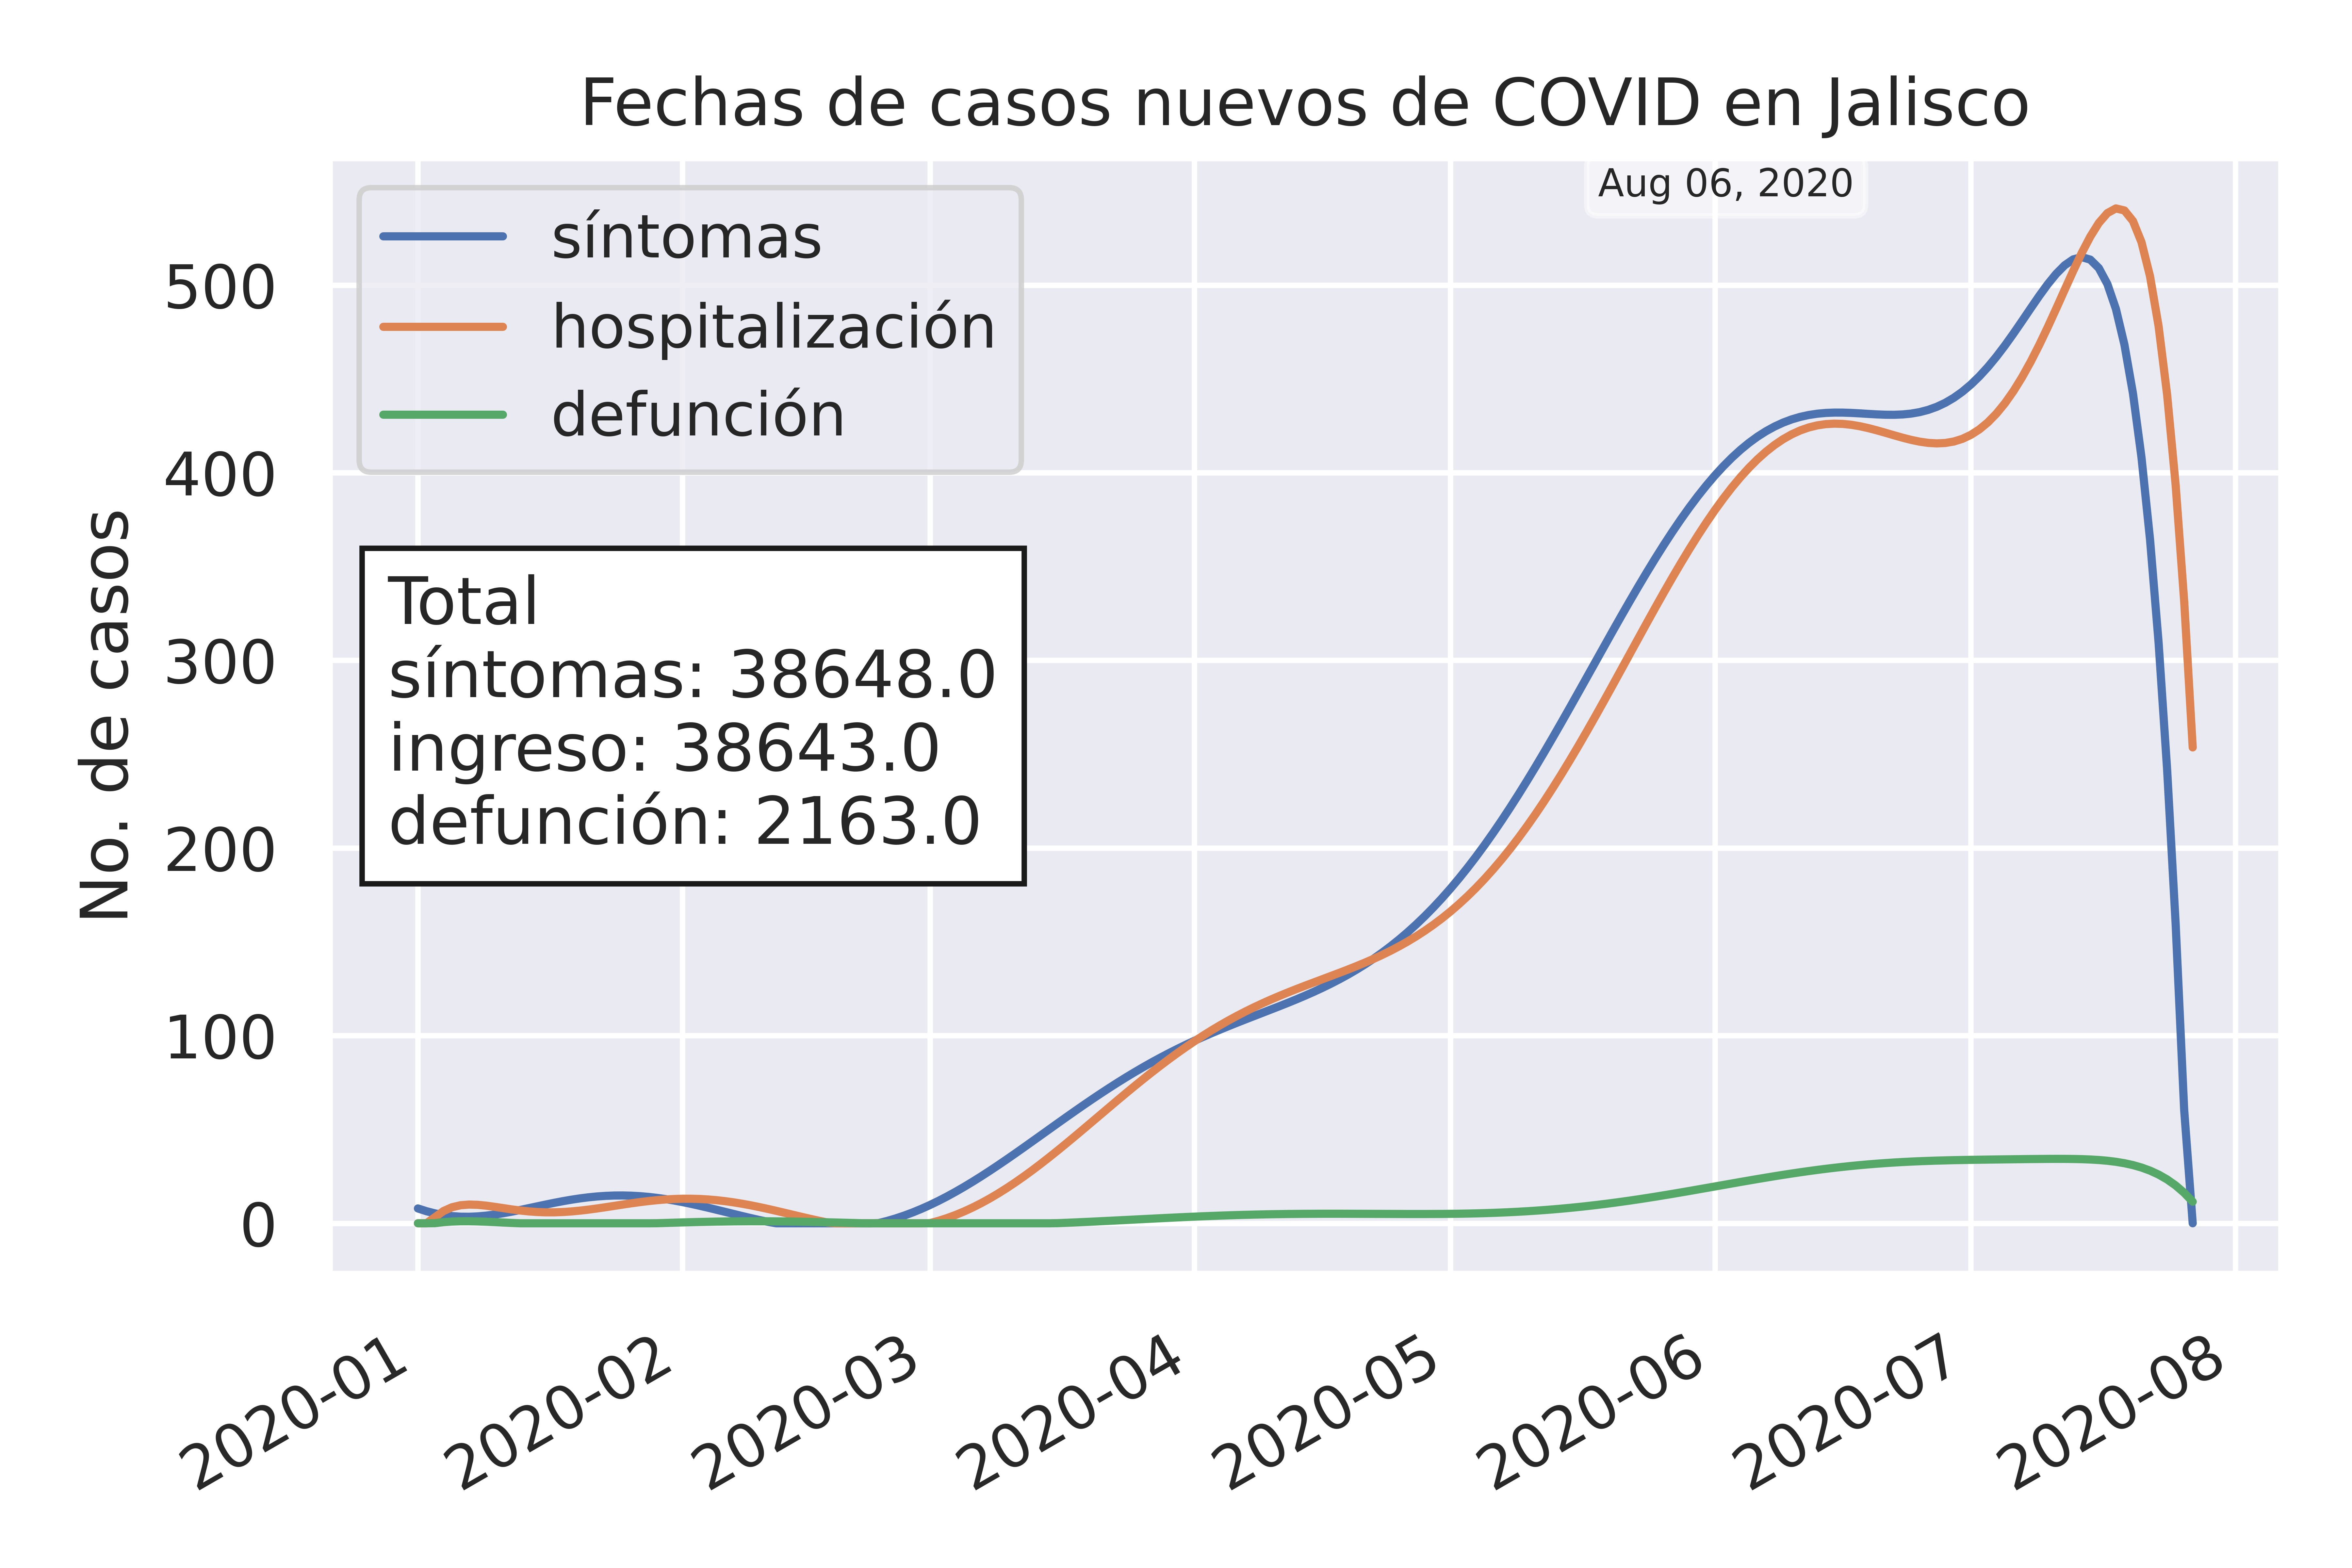 Fechas de casos nuevos de COVID en Jalisco
Aug 06, 2020
síntomas
hospitalización
defunción
Total
síntomas: 38648.0
ingreso: 38643.0
defunción: 2163.0
No. de casos
500
400
300
200
100
0
2020-01
2020-02
2020-03
2020-04
2020-05
2020-06
2020-07
2020-08